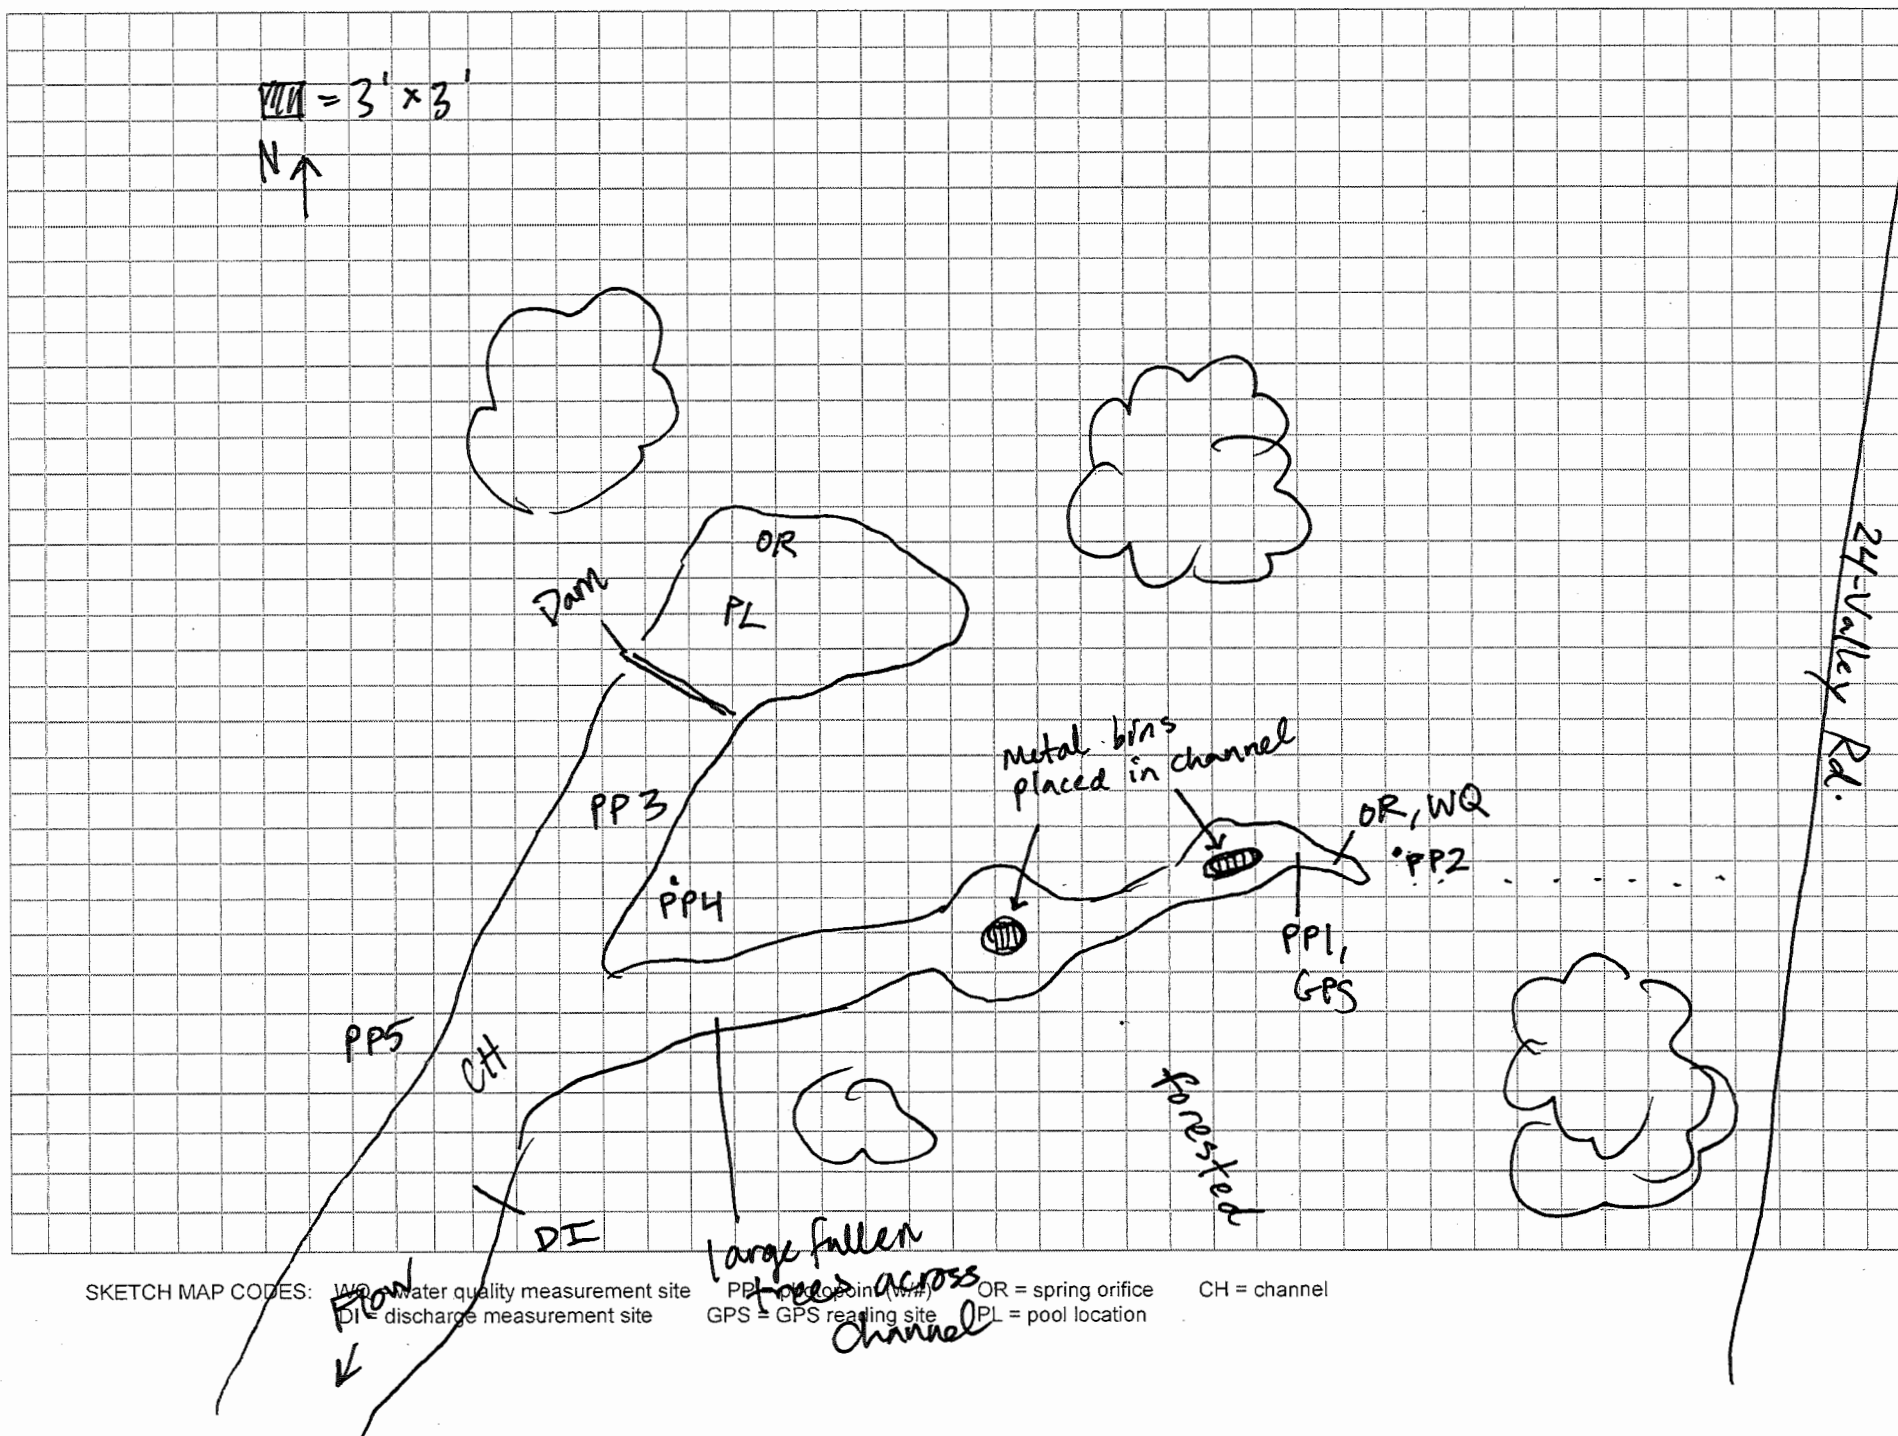 = 3' × 3'
N
OR
Dam
PL
24-Valley Rd.
Metal bins
placed in channel
PP3
OR, WQ
PP2
PP4
PP1,
GPS
PP5
CH
forested
DI
large fallen
trees across
channel
Flow
SKETCH MAP CODES: WQ = water quality measurement site PP = photopoint (w/#) OR = spring orifice CH = channel
DI = discharge measurement site GPS = GPS reading site PL = pool location